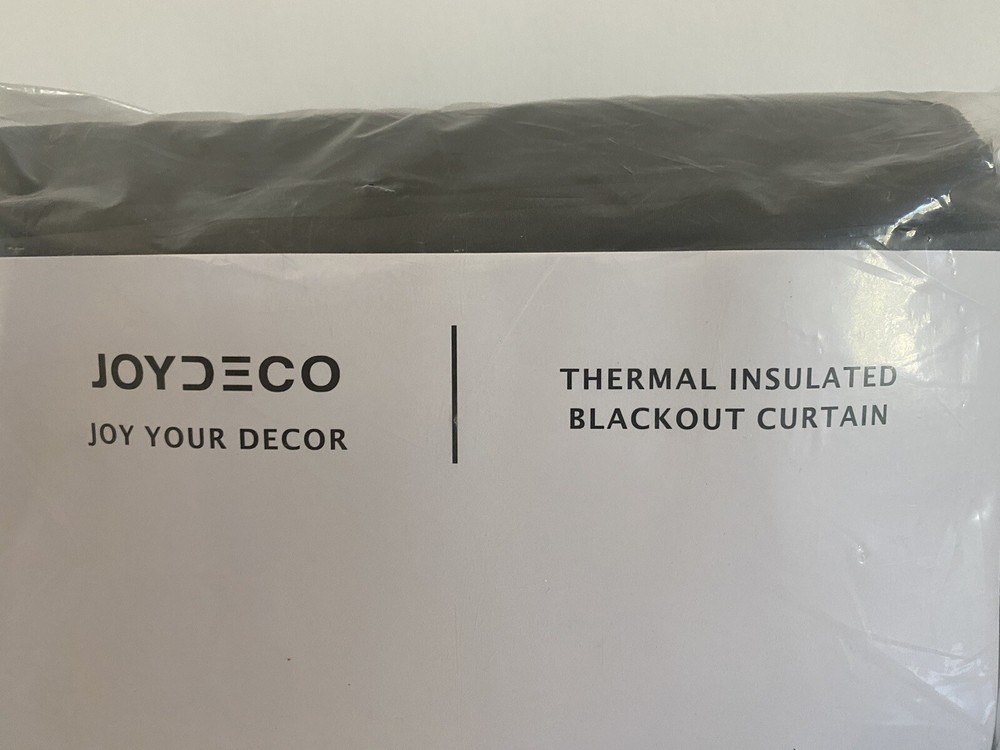 JOYDECO
JOY YOUR DECOR
THERMAL INSULATED
BLACKOUT CURTAIN